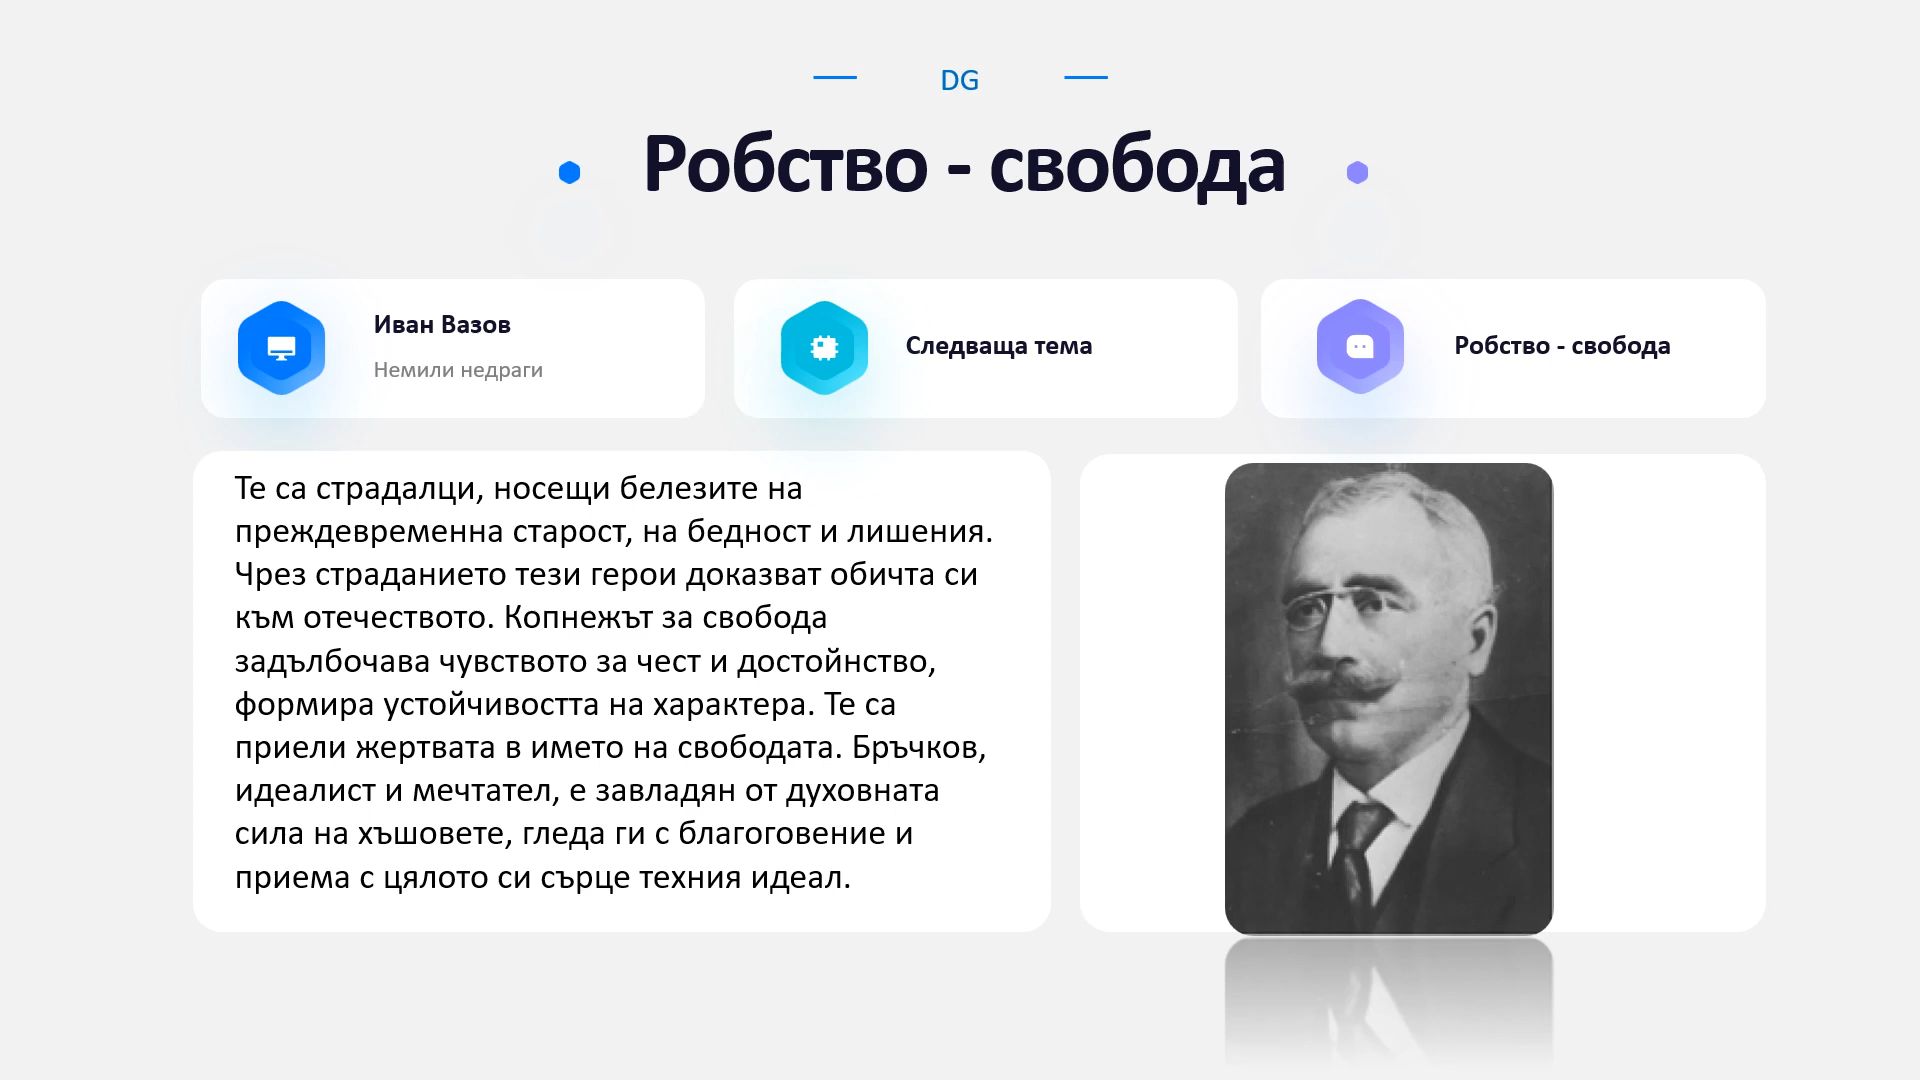 DG
Робство - свобода
Иван Вазов
Немили недраги
Следваща тема
Робство - свобода
Те са страдалци, носещи белезите на
преждевременна старост, на бедност и лишения.
Чрез страданието тези герои доказват обичта си
към отечеството. Копнежът за свобода
задълбочава чувството за чест и достойнство,
формира устойчивостта на характера. Те са
приели жертвата в името на свободата. Бръчков,
идеалист и мечтател, е завладян от духовната
сила на хъшовете, гледа ги с благоговение и
приема с цялото си сърце техния идеал.